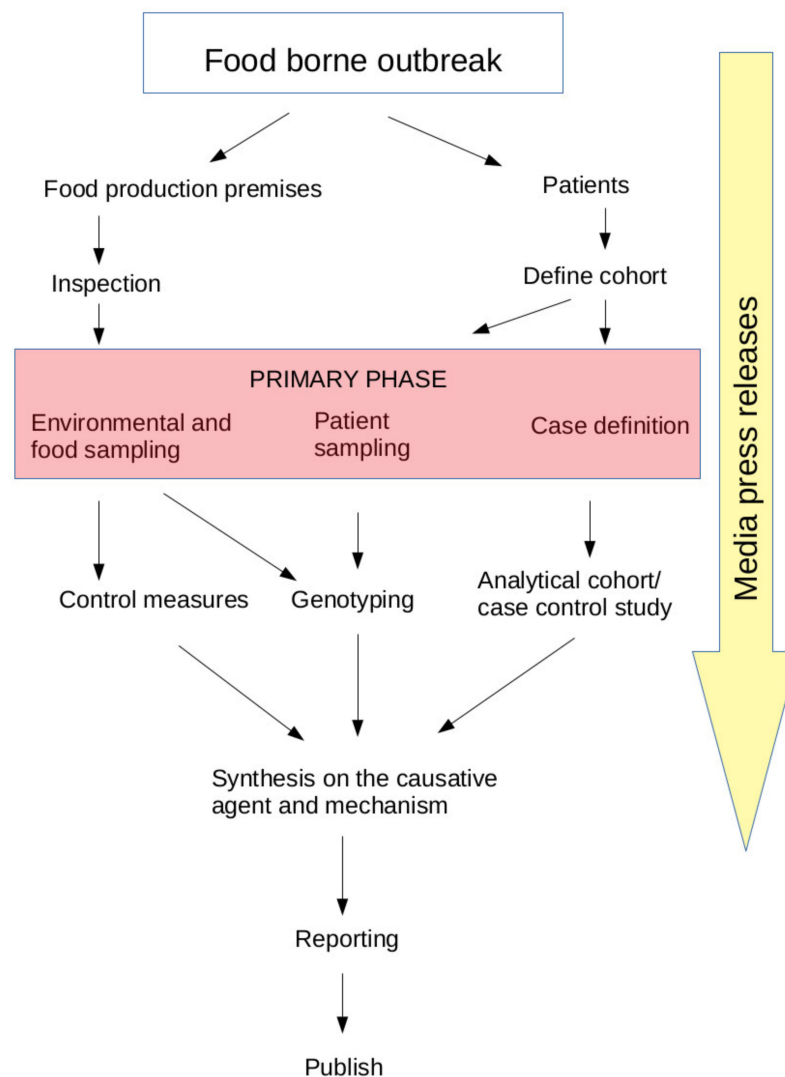 Food borne outbreak
Food production premises
Patients
Inspection
Define cohort
PRIMARY PHASE
Environmental and
food sampling
Patient
sampling
Case definition
Control measures
Genotyping
Analytical cohort/
case control study
Synthesis on the causative
agent and mechanism
Reporting
Publish
Media press releases